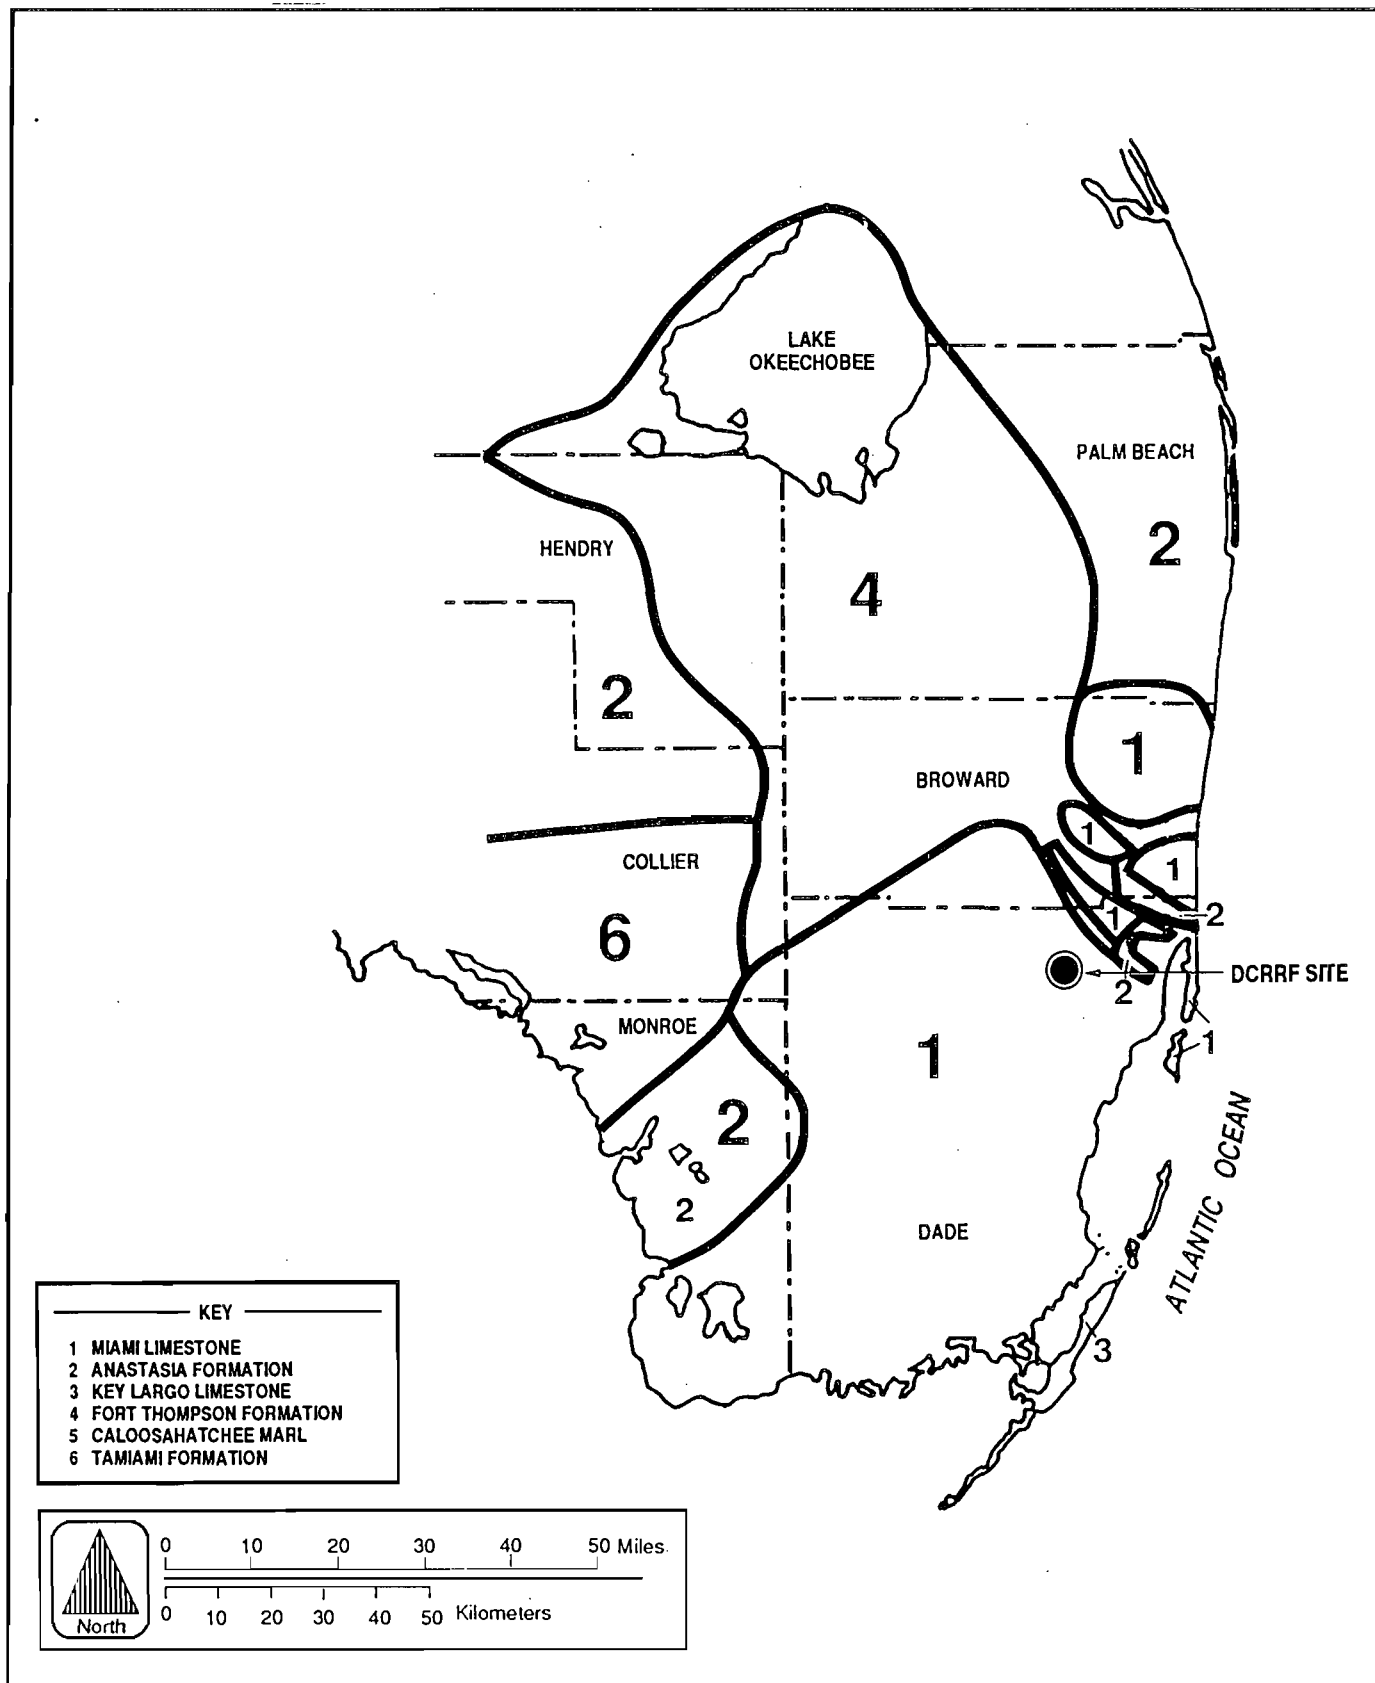 LAKE
OKEECHOBEE
PALM BEACH
2
HENDRY
4
2
1
BROWARD
1
COLLIER
1
6
1
2
DCRRF SITE
2
MONROE
1
1
2
2
DADE
ATLANTIC OCEAN
3
KEY
1 MIAMI LIMESTONE
2 ANASTASIA FORMATION
3 KEY LARGO LIMESTONE
4 FORT THOMPSON FORMATION
5 CALOOSAHATCHEE MARL
6 TAMIAMI FORMATION
0 10 20 30 40 50 Miles
0 10 20 30 40 50 Kilometers
North